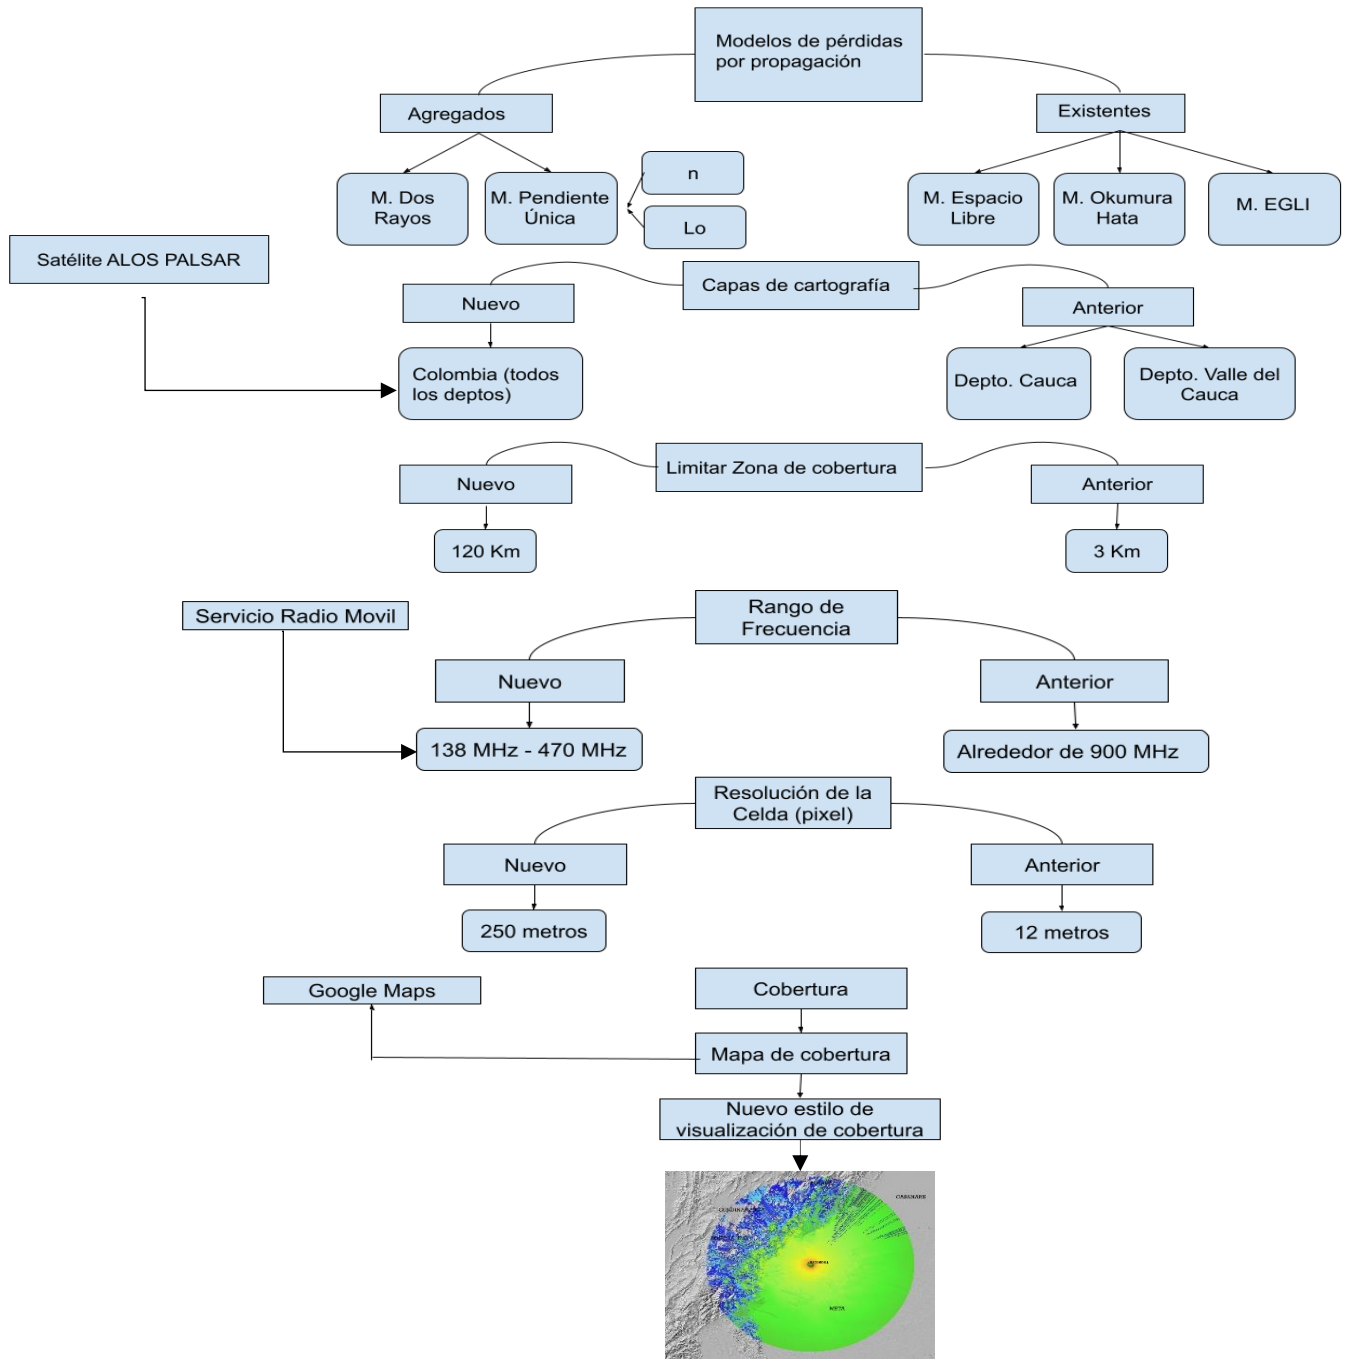 Modelos de pérdidas
por propagación
Agregados
Existentes
M. Dos
Rayos
M. Pendiente
Única
n
Lo
M. Espacio
Libre
M. Okumura
Hata
M. EGLI
Satélite ALOS PALSAR
Capas de cartografía
Nuevo
Anterior
Colombia (todos
los deptos)
Depto. Cauca
Depto. Valle del
Cauca
Limitar Zona de cobertura
Nuevo
Anterior
120 Km
3 Km
Servicio Radio Movil
Rango de
Frecuencia
Nuevo
Anterior
138 MHz - 470 MHz
Alrededor de 900 MHz
Resolución de la
Celda (pixel)
Nuevo
Anterior
250 metros
12 metros
Google Maps
Cobertura
Mapa de cobertura
Nuevo estilo de
visualización de cobertura
CASANARE
META